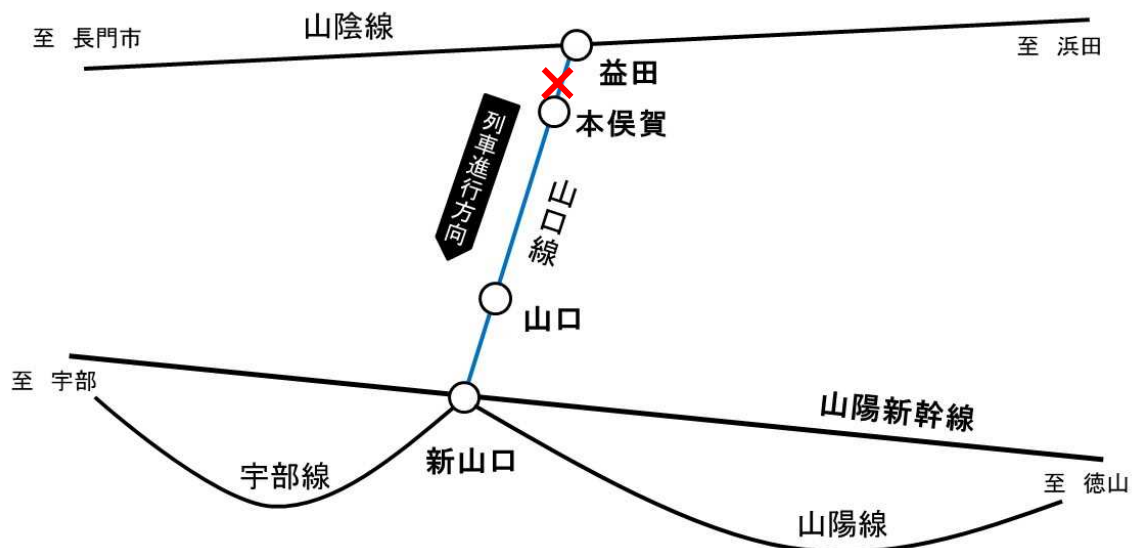 山陰線
至 長門市
至 浜田
益田
本俣賀
列車進行方向
山口線
山口
至 宇部
山陽新幹線
新山口
宇部線
至 徳山
山陽線